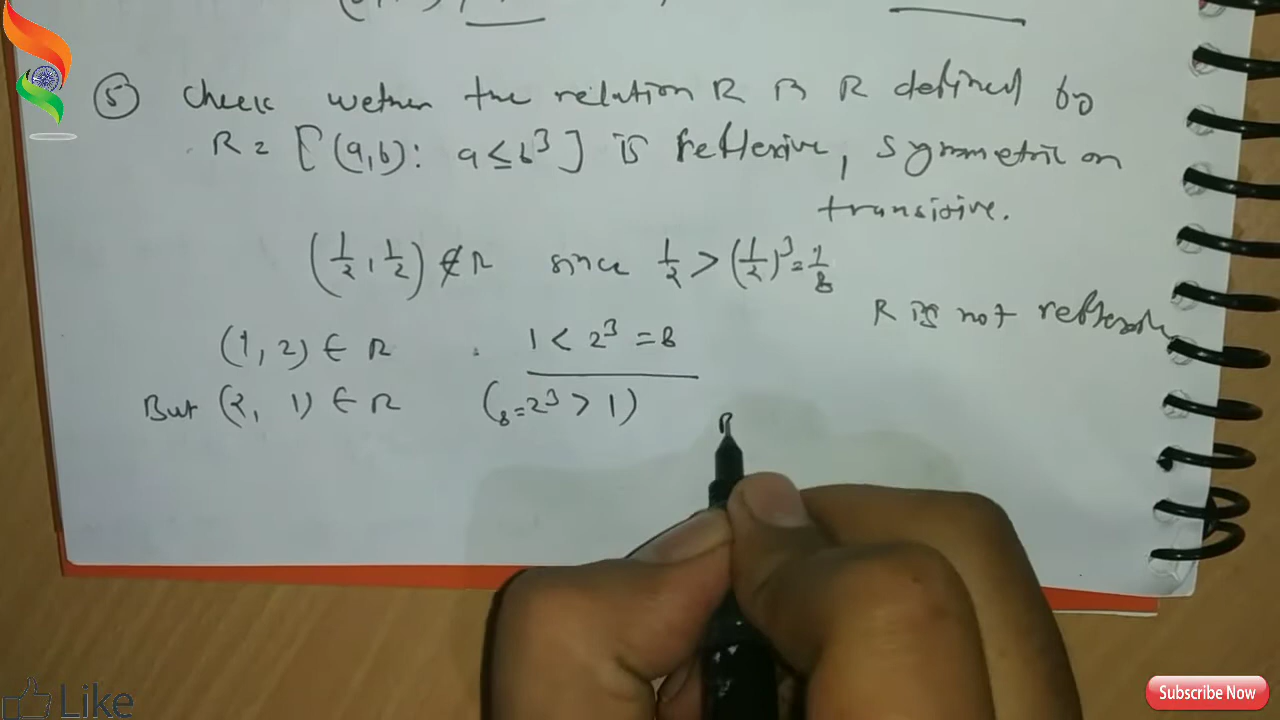 ⑤ Check wether the relation R in R defined by
R = [(a,b): a ≤ b³] is reflexive, symmetric or
transitive.
(1/2, 1/2) ∉ R since 1/2 > (1/2)³ = 1/8
R is not reflexive
(1, 2) ∈ R . 1 < 2³ = 8
But (2, 1) ∈ R (8=2³ > 1)
R
Like
Subscribe Now